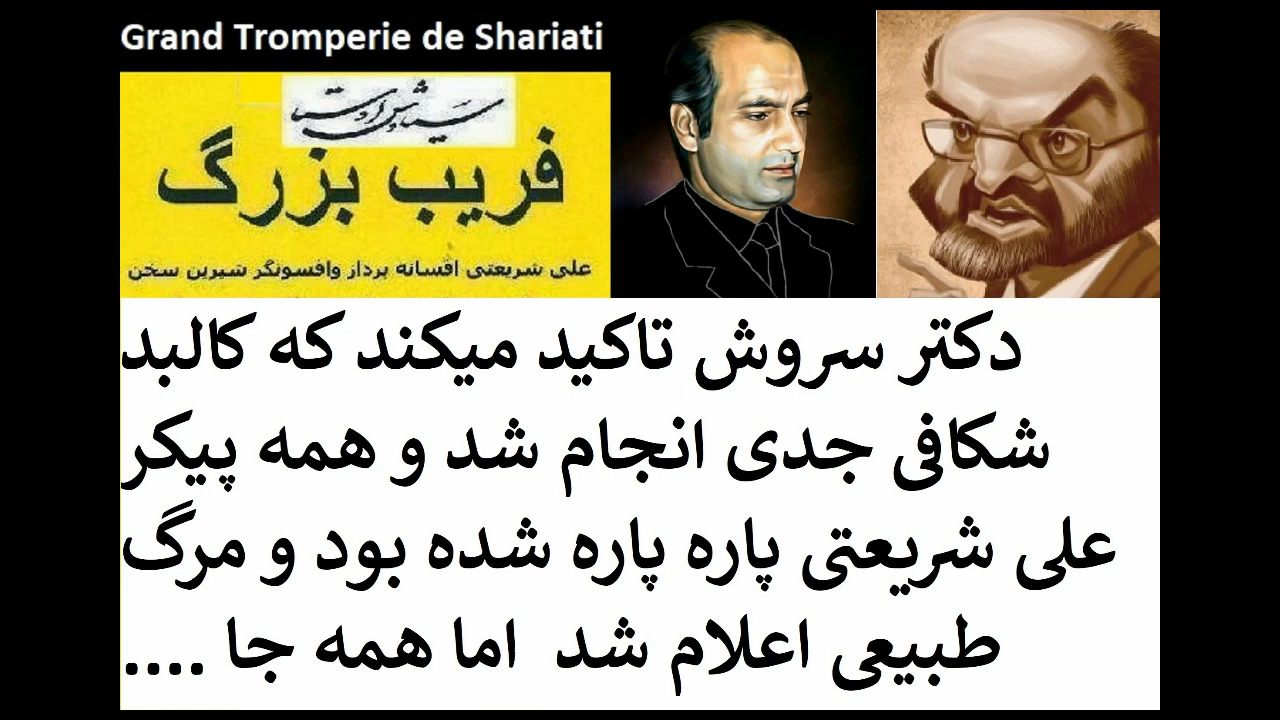 Grand Tromperie de Shariati
سیاوش اوستا
فریب بزرگ
علی شریعتی افسانه پرداز وافسونگر شیرین سخن
دکتر سروش تاکید میکند که کالبد
شکافی جدی انجام شد و همه پیکر
علی شریعتی پاره پاره شده بود و مرگ
طبیعی اعلام شد اما همه جا ....